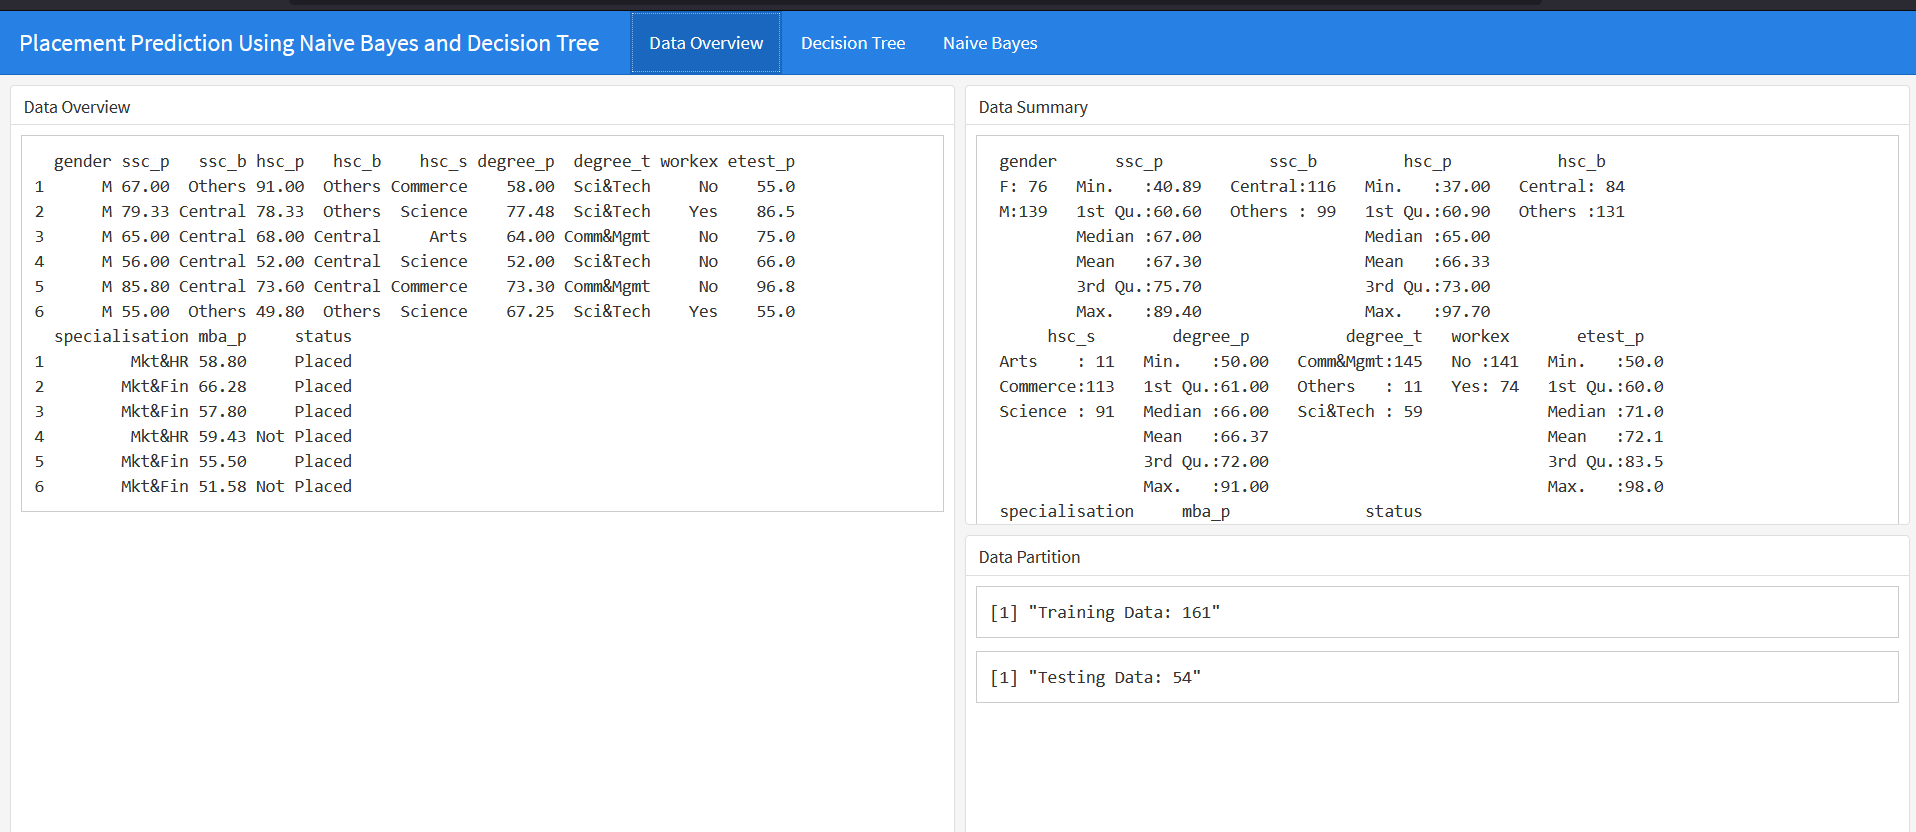 Placement Prediction Using Naive Bayes and Decision Tree Data Overview Decision Tree Naive Bayes
Data Overview
gender ssc_p ssc_b hsc_p hsc_b hsc_s degree_p degree_t workex etest_p
1 M 67.00 Others 91.00 Others Commerce 58.00 Sci&Tech No 55.0
2 M 79.33 Central 78.33 Others Science 77.48 Sci&Tech Yes 86.5
3 M 65.00 Central 68.00 Central Arts 64.00 Comm&Mgmt No 75.0
4 M 56.00 Central 52.00 Central Science 52.00 Sci&Tech No 66.0
5 M 85.80 Central 73.60 Central Commerce 73.30 Comm&Mgmt No 96.8
6 M 55.00 Others 49.80 Others Science 67.25 Sci&Tech Yes 55.0
specialisation mba_p status
1 Mkt&HR 58.80 Placed
2 Mkt&Fin 66.28 Placed
3 Mkt&Fin 57.80 Placed
4 Mkt&HR 59.43 Not Placed
5 Mkt&Fin 55.50 Placed
6 Mkt&Fin 51.58 Not Placed
Data Summary
gender ssc_p ssc_b hsc_p hsc_b
F: 76 Min. :40.89 Central:116 Min. :37.00 Central: 84
M:139 1st Qu.:60.60 Others : 99 1st Qu.:60.90 Others :131
Median :67.00 Median :65.00
Mean :67.30 Mean :66.33
3rd Qu.:75.70 3rd Qu.:73.00
Max. :89.40 Max. :97.70
hsc_s degree_p degree_t workex etest_p
Arts : 11 Min. :50.00 Comm&Mgmt:145 No :141 Min. :50.0
Commerce:113 1st Qu.:61.00 Others : 11 Yes: 74 1st Qu.:60.0
Science : 91 Median :66.00 Sci&Tech : 59 Median :71.0
Mean :66.37 Mean :72.1
3rd Qu.:72.00 3rd Qu.:83.5
Max. :91.00 Max. :98.0
specialisation mba_p status
Data Partition
[1] "Training Data: 161"
[1] "Testing Data: 54"